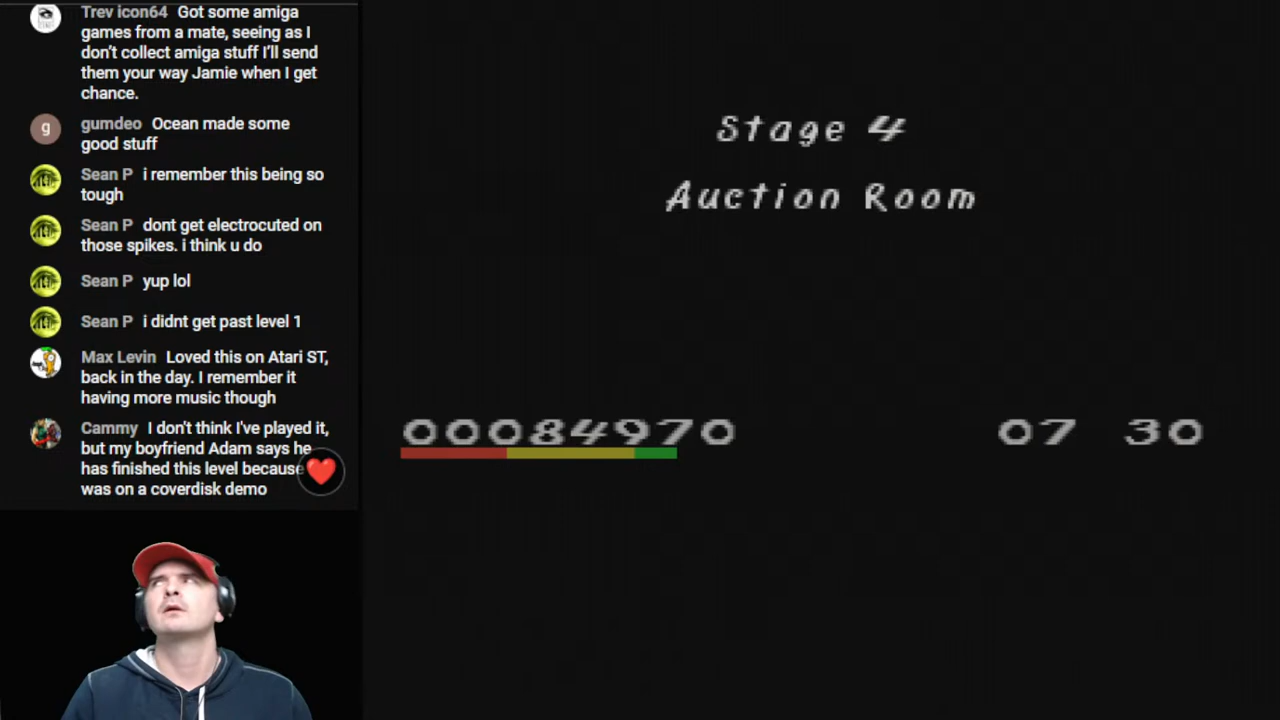 Trev icon64 Got some amiga
games from a mate, seeing as I
don't collect amiga stuff I'll send
them your way Jamie when I get
chance.
g
gumdeo Ocean made some
good stuff
Sean P i remember this being so
tough
Sean P dont get electrocuted on
those spikes. i think u do
Sean P yup lol
Sean P i didnt get past level 1
Max Levin Loved this on Atari ST,
back in the day. I remember it
having more music though
Cammy I don't think I've played it,
but my boyfriend Adam says he
has finished this level because
was on a coverdisk demo
Stage 4
Auction Room
00084970
07 30